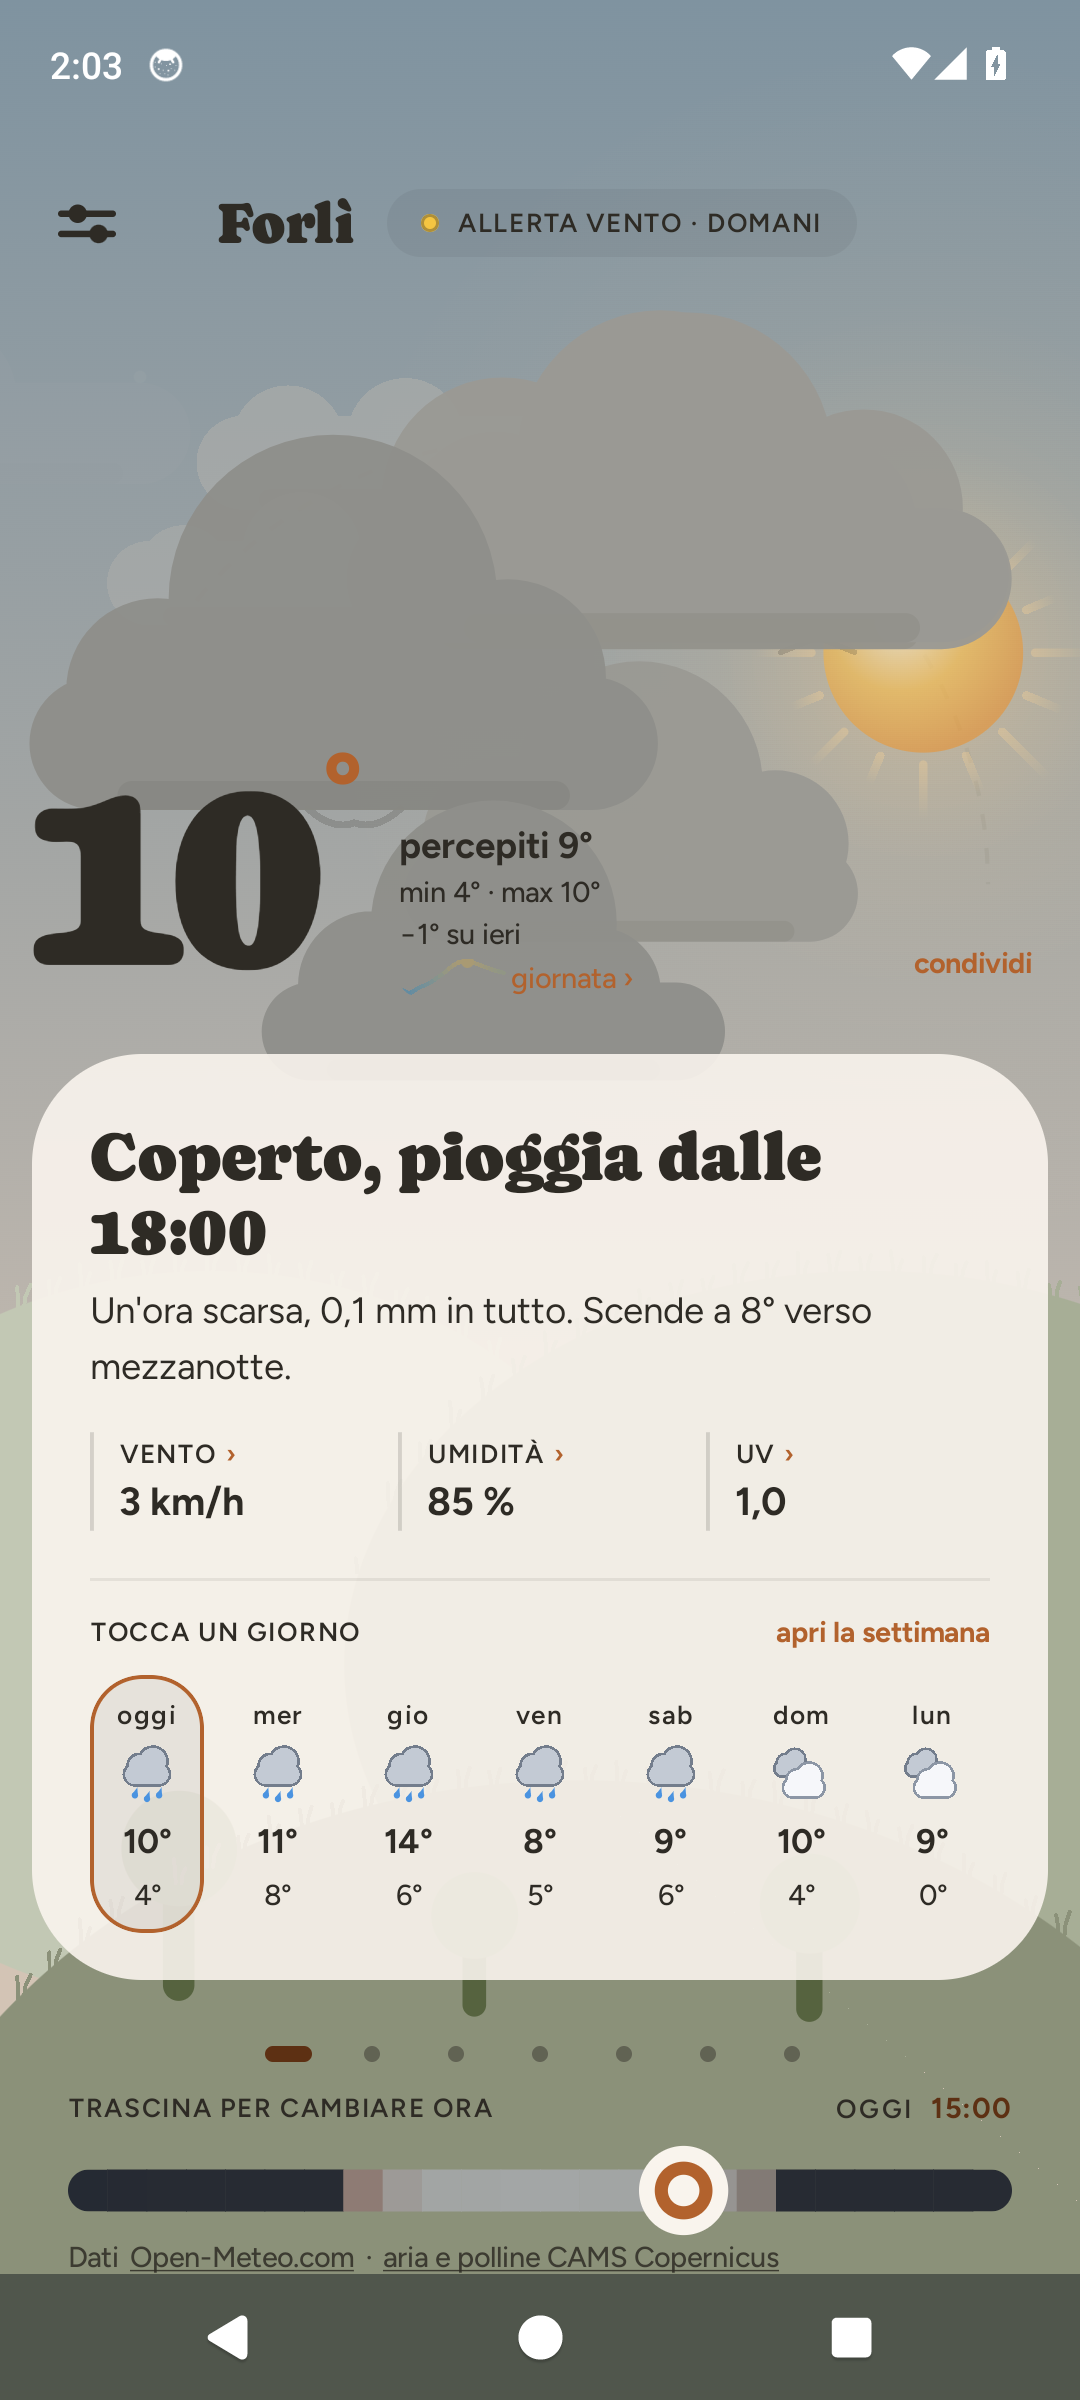 2:03
Forlì
ALLERTA VENTO · DOMANI
10
percepiti 9°
min 4° · max 10°
−1° su ieri
giornata ›
condividi
Coperto, pioggia dalle
18:00
Un'ora scarsa, 0,1 mm in tutto. Scende a 8° verso
mezzanotte.
VENTO › UMIDITÀ › UV ›
3 km/h 85 % 1,0
TOCCA UN GIORNO apri la settimana
oggi mer gio ven sab dom lun
10° 11° 14° 8° 9° 10° 9°
4° 8° 6° 5° 6° 4° 0°
TRASCINA PER CAMBIARE ORA OGGI 15:00
Dati Open-Meteo.com · aria e polline CAMS Copernicus